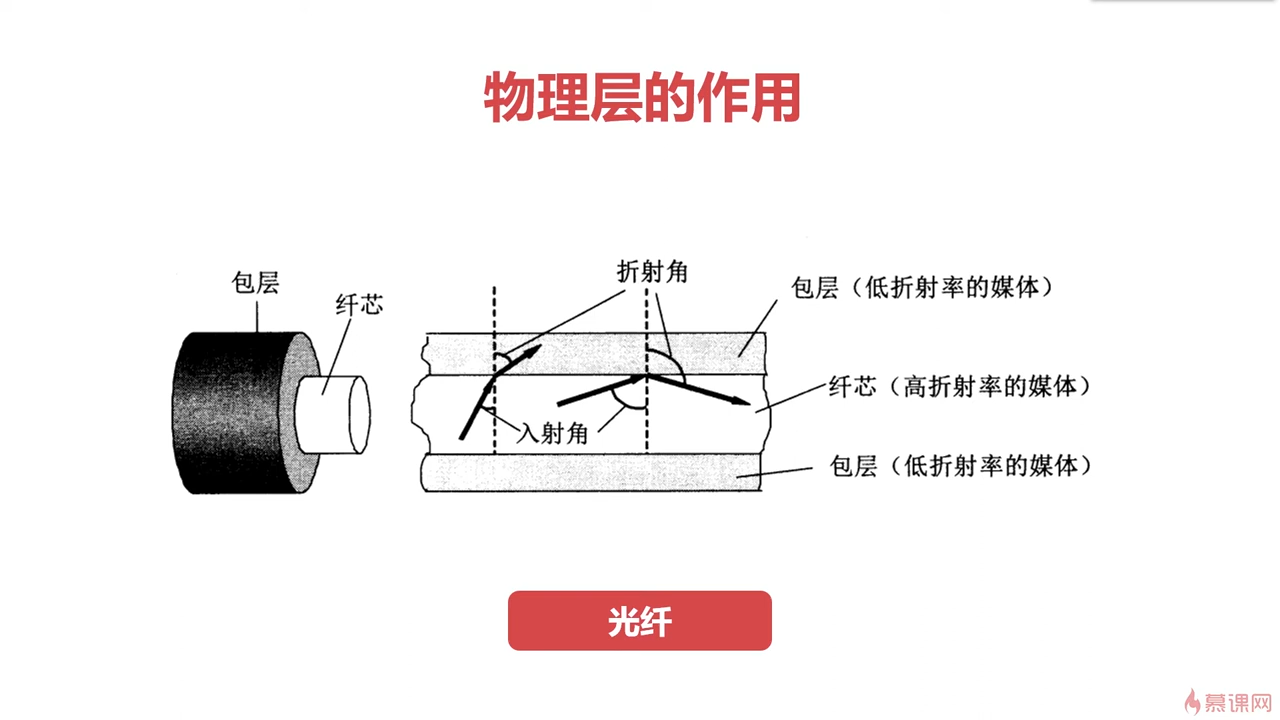 物理层的作用
包层
纤芯
折射角
入射角
包层（低折射率的媒体）
纤芯（高折射率的媒体）
包层（低折射率的媒体）
光纤
慕课网